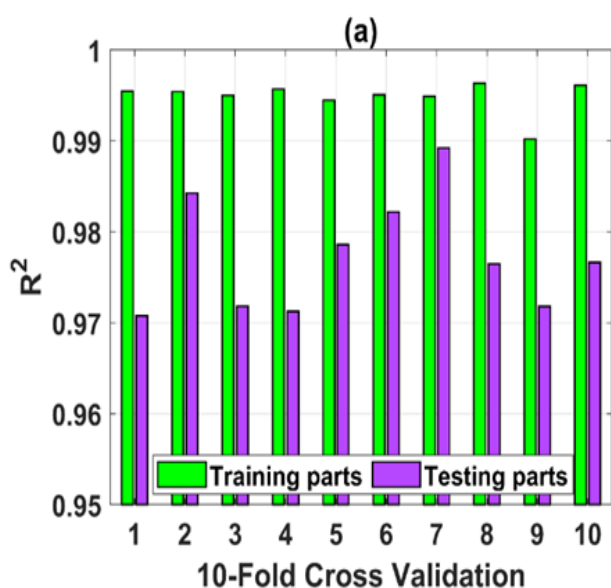 (a)
1
0.99
0.98
0.97
0.96
0.95
R²
Training parts Testing parts
1 2 3 4 5 6 7 8 9 10
10-Fold Cross Validation